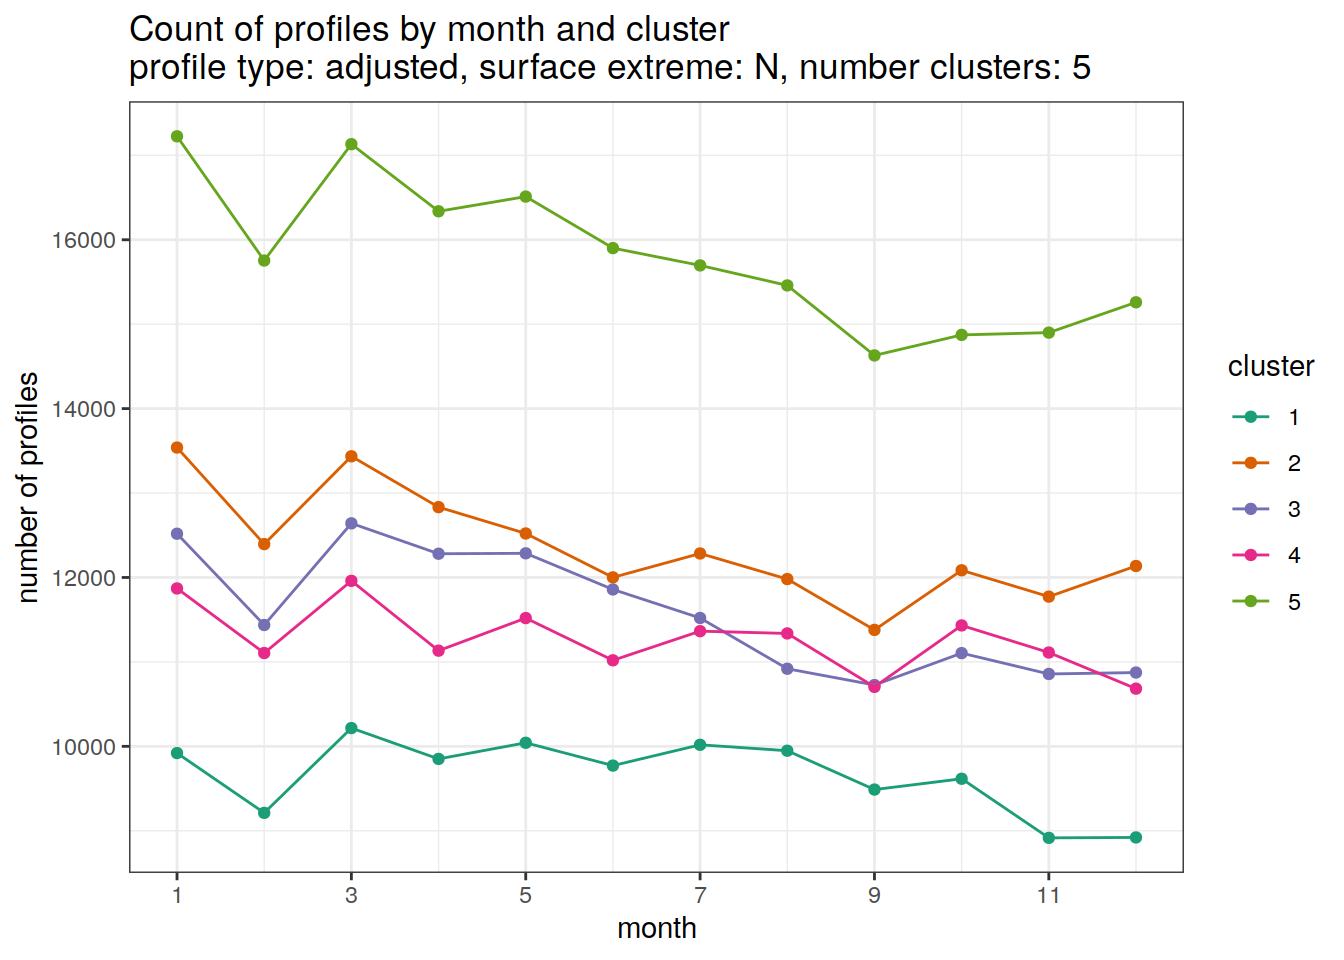 Count of profiles by month and cluster
profile type: adjusted, surface extreme: N, number clusters: 5
number of profiles
16000
14000
12000
10000
1 3 5 7 9 11
month
cluster
1
2
3
4
5